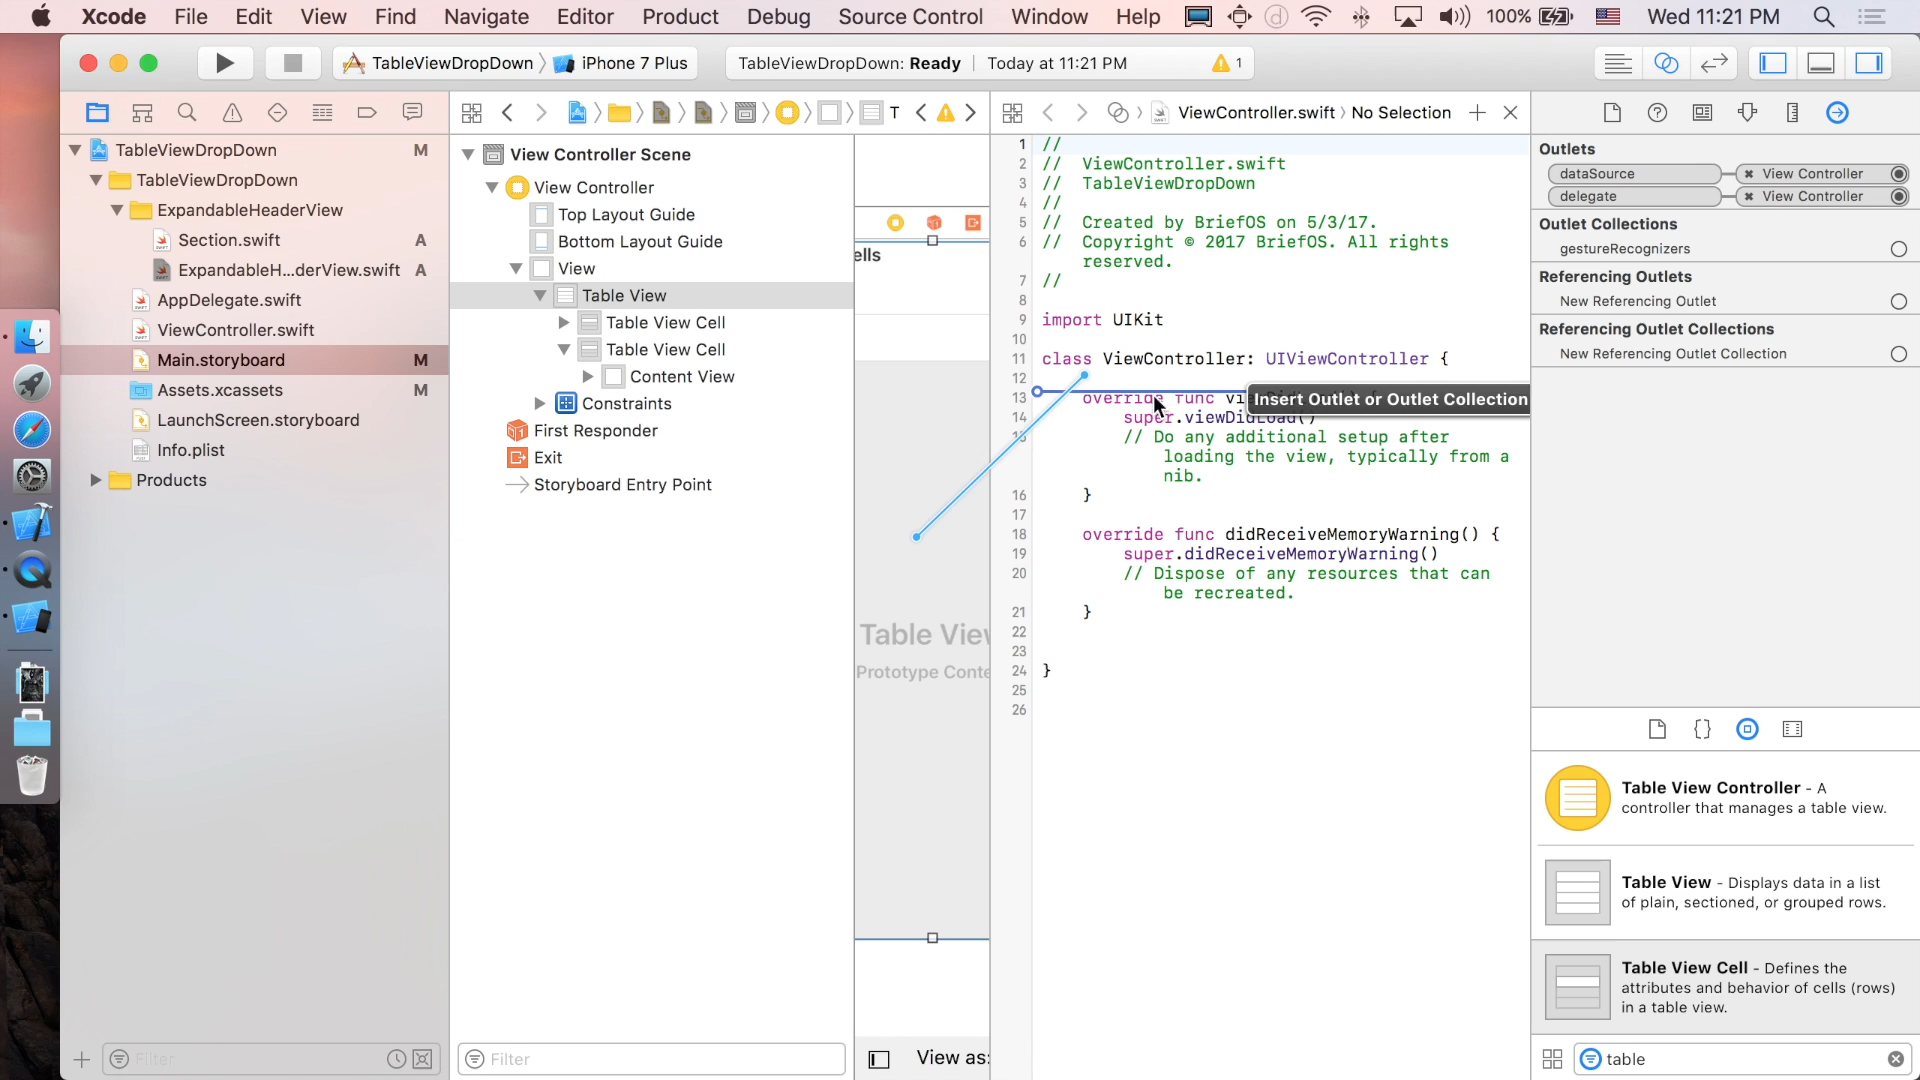 Xcode File Edit View Find Navigate Editor Product Debug Source Control Window Help 100% Wed 11:21 PM
TableViewDropDown iPhone 7 Plus TableViewDropDown: Ready Today at 11:21 PM 1
T ViewController.swift No Selection
TableViewDropDown M
TableViewDropDown
ExpandableHeaderView
Section.swift A
ExpandableH...derView.swift A
AppDelegate.swift
ViewController.swift
Main.storyboard M
Assets.xcassets M
LaunchScreen.storyboard
Info.plist
Products
Filter
View Controller Scene
View Controller
Top Layout Guide
Bottom Layout Guide
View
Table View
Table View Cell
Table View Cell
Content View
Constraints
First Responder
Exit
Storyboard Entry Point
Filter
ells
Table View
Prototype Conte
View as:
1 //
2 // ViewController.swift
3 // TableViewDropDown
4 //
5 // Created by BriefOS on 5/3/17.
6 // Copyright © 2017 BriefOS. All rights
reserved.
7 //
8
9 import UIKit
10
11 class ViewController: UIViewController {
12
13 override func
Insert Outlet or Outlet Collection
14 super.viewDidLoad()
15 // Do any additional setup after
loading the view, typically from a
nib.
16 }
17
18 override func didReceiveMemoryWarning() {
19 super.didReceiveMemoryWarning()
20 // Dispose of any resources that can
be recreated.
21 }
22
23
24 }
25
26
Outlets
dataSource View Controller
delegate View Controller
Outlet Collections
gestureRecognizers
Referencing Outlets
New Referencing Outlet
Referencing Outlet Collections
New Referencing Outlet Collection
Table View Controller - A
controller that manages a table view.
Table View - Displays data in a list
of plain, sectioned, or grouped rows.
Table View Cell - Defines the
attributes and behavior of cells (rows)
in a table view.
table